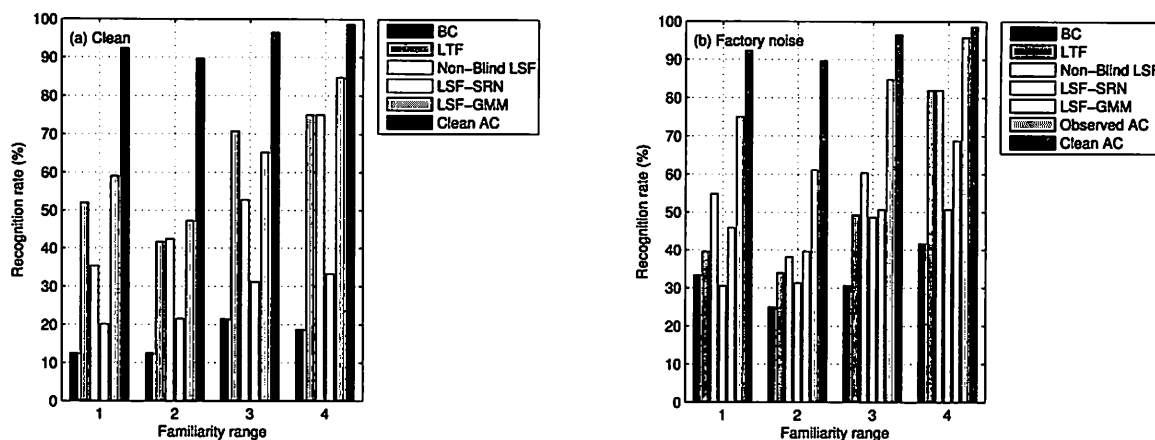 (a) Clean
BC
LTF
Non-Blind LSF
LSF-SRN
LSF-GMM
Clean AC
100
90
80
70
60
50
40
30
20
10
0
Recognition rate (%)
1 2 3 4
Familiarity range
(b) Factory noise
BC
LTF
Non-Blind LSF
LSF-SRN
LSF-GMM
Observed AC
Clean AC
100
90
80
70
60
50
40
30
20
10
0
Recognition rate (%)
1 2 3 4
Familiarity range